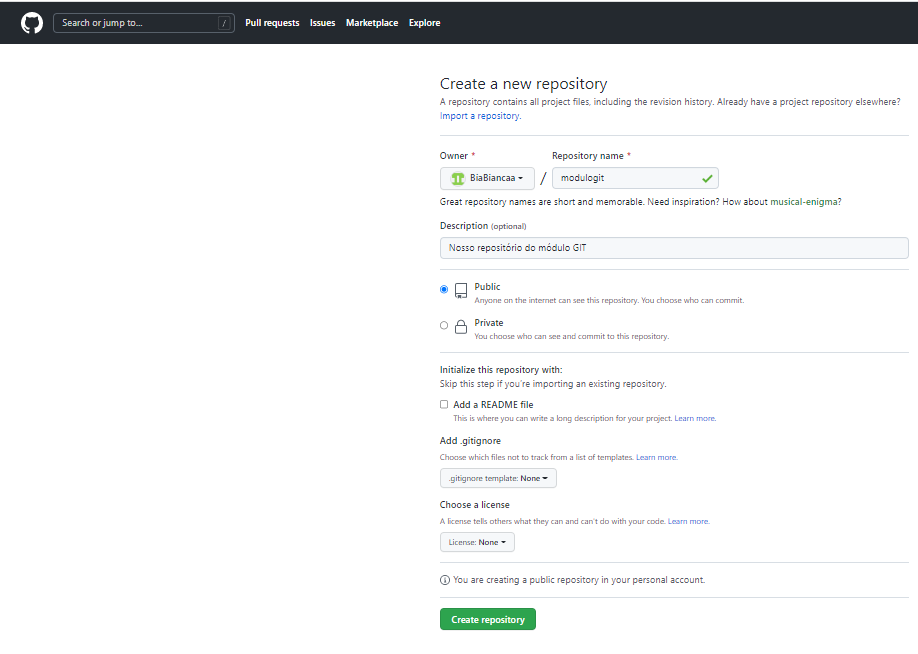 Search or jump to... /
Pull requests Issues Marketplace Explore
Create a new repository
A repository contains all project files, including the revision history. Already have a project repository elsewhere?
Import a repository.
Owner * Repository name *
BiaBiancaa / modulogit
Great repository names are short and memorable. Need inspiration? How about musical-enigma?
Description (optional)
Nosso repositório do módulo GIT
Public
Anyone on the internet can see this repository. You choose who can commit.
Private
You choose who can see and commit to this repository.
Initialize this repository with:
Skip this step if you're importing an existing repository.
Add a README file
This is where you can write a long description for your project. Learn more.
Add .gitignore
Choose which files not to track from a list of templates. Learn more.
.gitignore template: None
Choose a license
A license tells others what they can and can't do with your code. Learn more.
License: None
You are creating a public repository in your personal account.
Create repository